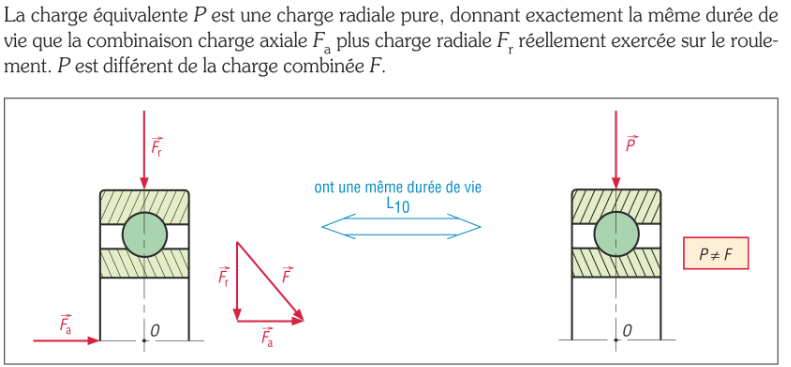 La charge équivalente P est une charge radiale pure, donnant exactement la même durée de
vie que la combinaison charge axiale Fa plus charge radiale Fr réellement exercée sur le roule-
ment. P est différent de la charge combinée F.
Fr
P
ont une même durée de vie
L10
P ≠ F
Fr
F
Fa
O
Fa
O